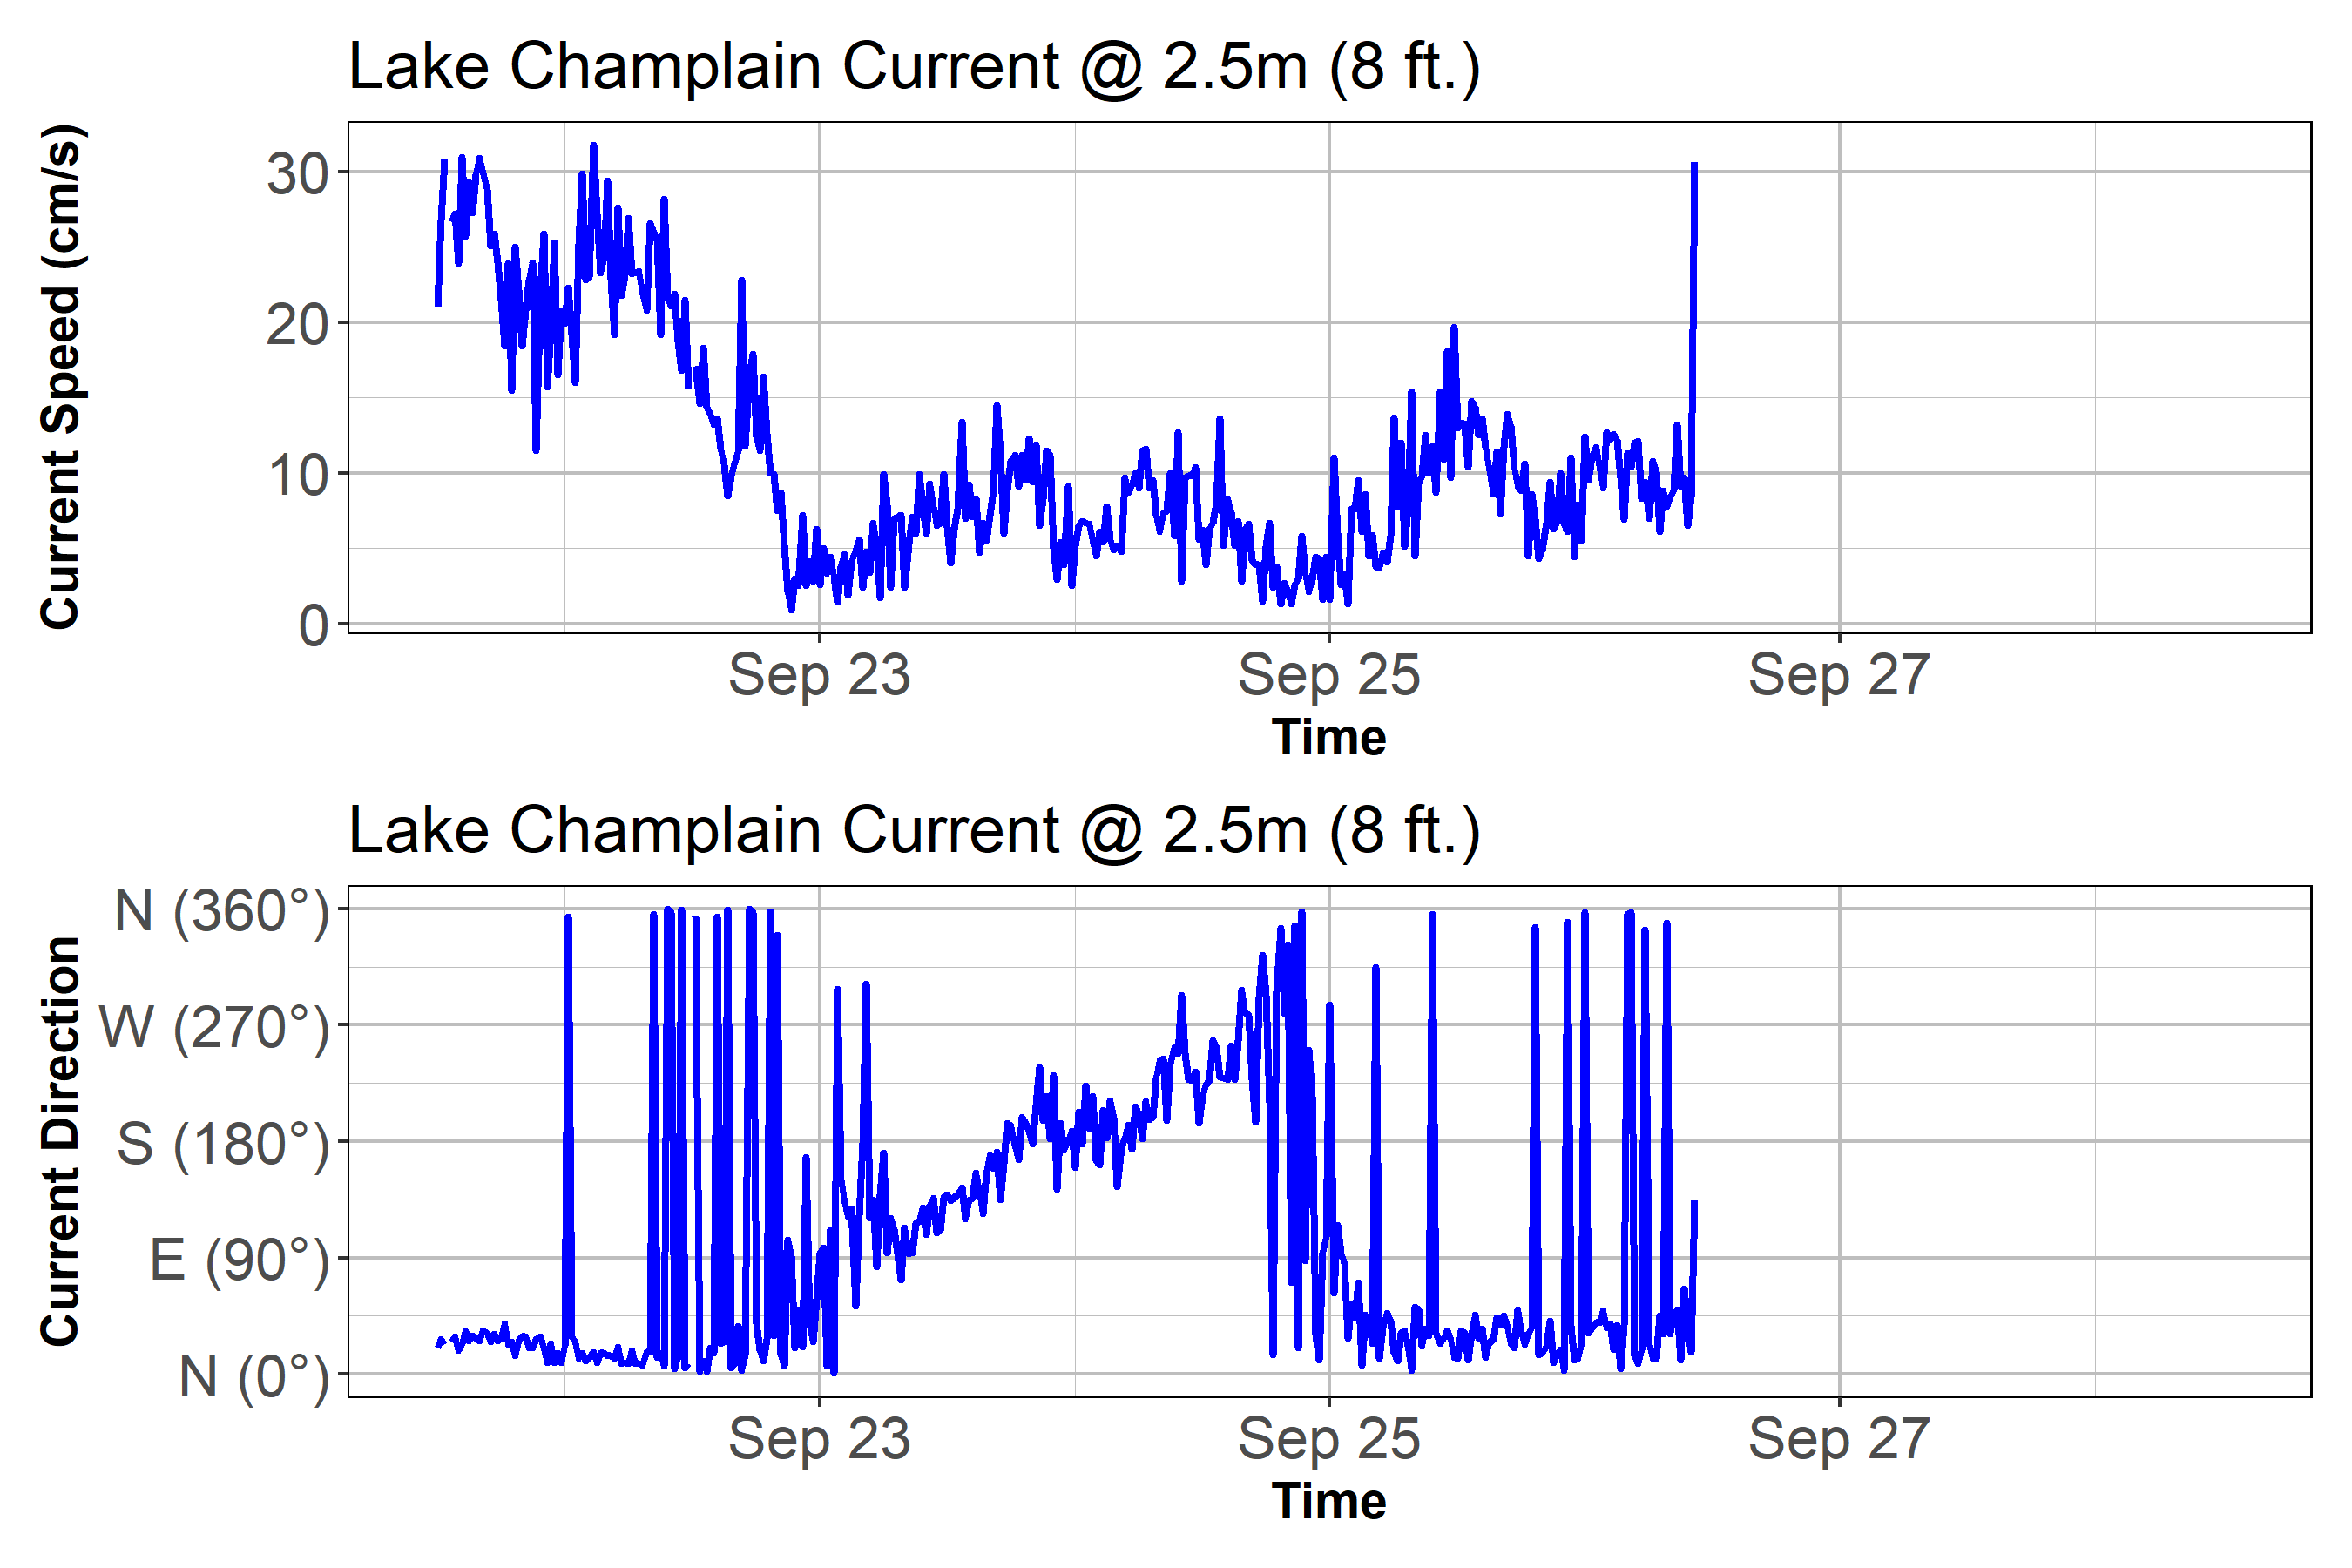 Lake Champlain Current @ 2.5m (8 ft.)
Current Speed (cm/s)
30
20
10
0
Sep 23 Sep 25 Sep 27
Time
Lake Champlain Current @ 2.5m (8 ft.)
Current Direction
N (360°)
W (270°)
S (180°)
E (90°)
N (0°)
Sep 23 Sep 25 Sep 27
Time